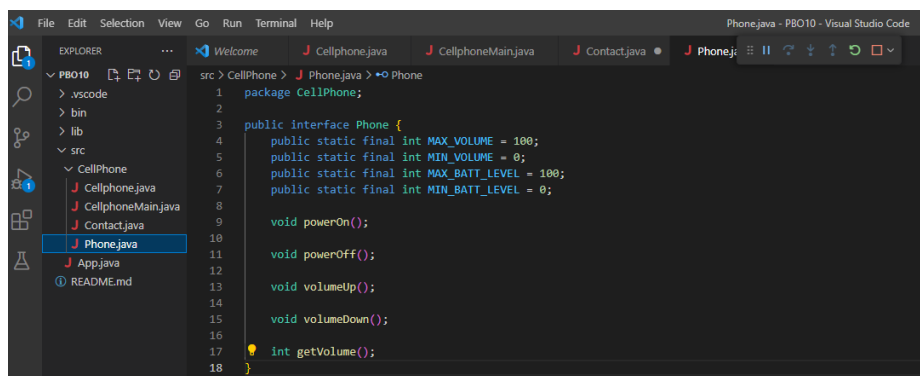 File Edit Selection View Go Run Terminal Help
Phone.java - PBO10 - Visual Studio Code
EXPLORER ...
Welcome
Cellphone.java
CellphoneMain.java
Contact.java
Phone.ja
PBO10
.vscode
bin
lib
src
CellPhone
Cellphone.java
CellphoneMain.java
Contact.java
Phone.java
App.java
README.md
1
1
src > CellPhone > J Phone.java > Phone
1 package CellPhone;
2
3 public interface Phone {
4 public static final int MAX_VOLUME = 100;
5 public static final int MIN_VOLUME = 0;
6 public static final int MAX_BATT_LEVEL = 100;
7 public static final int MIN_BATT_LEVEL = 0;
8
9 void powerOn();
10
11 void powerOff();
12
13 void volumeUp();
14
15 void volumeDown();
16
17 int getVolume();
18 }